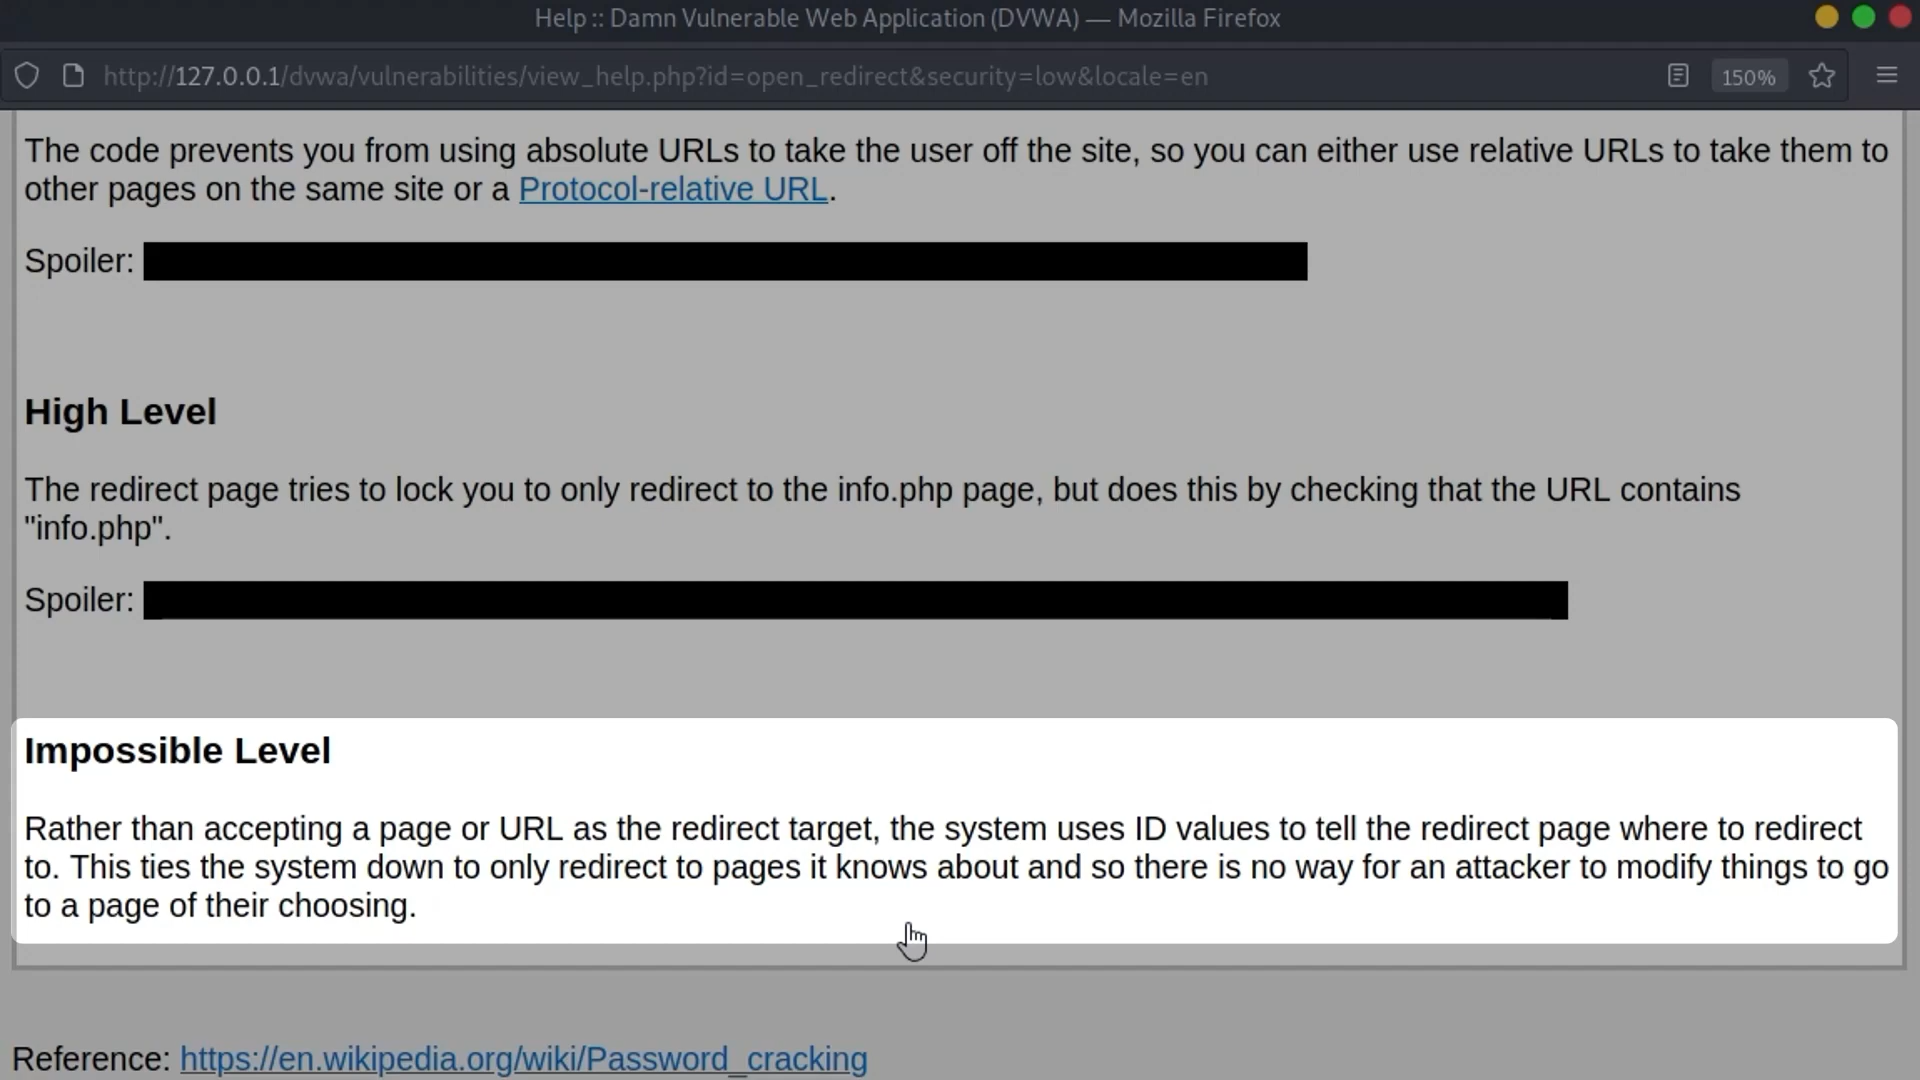 Help :: Damn Vulnerable Web Application (DVWA) — Mozilla Firefox
http://127.0.0.1/dvwa/vulnerabilities/view_help.php?id=open_redirect&security=low&locale=en
150%
The code prevents you from using absolute URLs to take the user off the site, so you can either use relative URLs to take them to
other pages on the same site or a Protocol-relative URL.
Spoiler:
High Level
The redirect page tries to lock you to only redirect to the info.php page, but does this by checking that the URL contains
"info.php".
Spoiler:
Impossible Level
Rather than accepting a page or URL as the redirect target, the system uses ID values to tell the redirect page where to redirect
to. This ties the system down to only redirect to pages it knows about and so there is no way for an attacker to modify things to go
to a page of their choosing.
Reference: https://en.wikipedia.org/wiki/Password_cracking